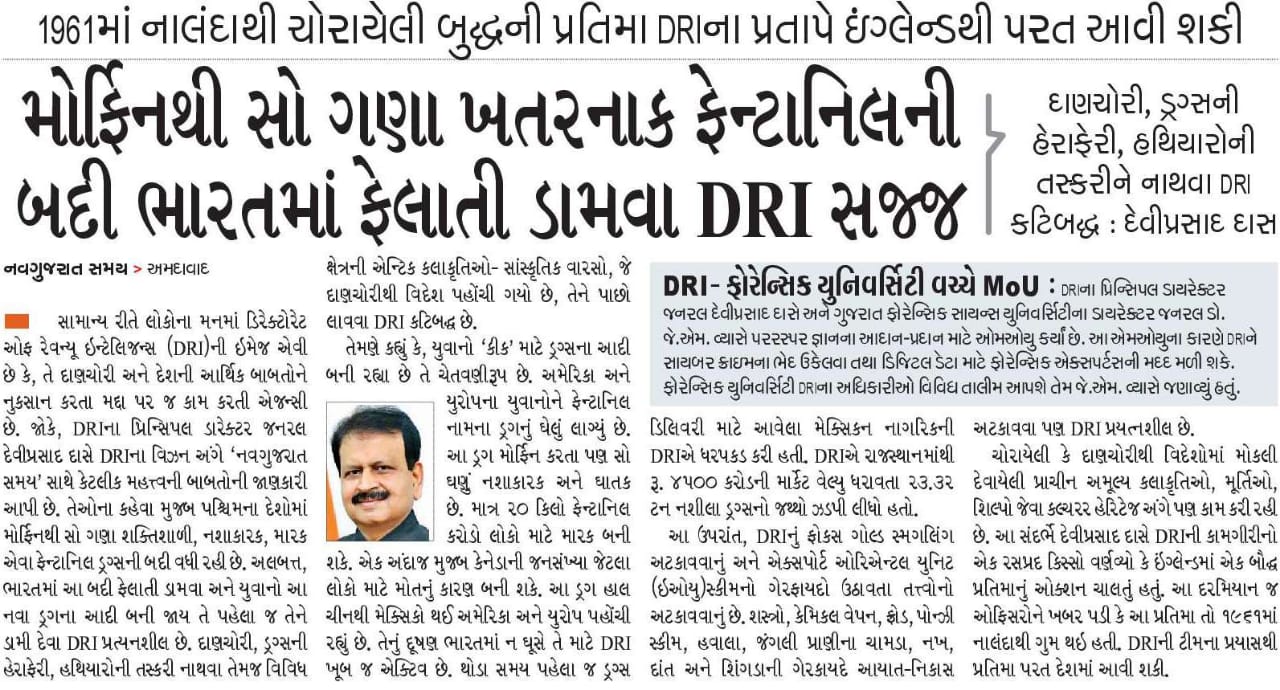 1961માં નાલંદાથી ચોરાયેલી બુદ્ધની પ્રતિમા DRIના પ્રતાપે ઇંગ્લેન્ડથી પરત આવી શકી
મોર્ફિનથી સો ગણા ખતરનાક ફેન્ટાનિલની
બદી ભારતમાં ફેલાતી ડામવા DRI સજ્જ
દાણચોરી, ડ્રગ્સની
હેરાફેરી, હથિયારોની
તસ્કરીને નાથવા DRI
કટિબદ્ધ : દેવીપ્રસાદ દાસ
નવગુજરાત સમય > અમદાવાદ
સામાન્ય રીતે લોકોના મનમાં ડિરેક્ટોરેટ
ઓફ રેવન્યૂ ઇન્ટેલિજન્સ (DRI)ની ઇમેજ એવી
છે કે, તે દાણચોરી અને દેશની આર્થિક બાબતોને
નુકસાન કરતા મદ્દા પર જ કામ કરતી એજન્સી
છે. જોકે, DRIના પ્રિન્સિપલ ડારેક્ટર જનરલ
દેવીપ્રસાદ દાસે DRIના વિઝન અંગે ‘નવગુજરાત
સમય’ સાથે કેટલીક મહત્ત્વની બાબતોની જાણકારી
આપી છે. તેઓના કહેવા મુજબ પશ્ચિમના દેશોમાં
મોર્ફિનથી સો ગણા શક્તિશાળી, નશાકારક, મારક
એવા ફેન્ટાનિલ ડ્રગ્સની બદી વધી રહી છે. અલબત્ત,
ભારતમાં આ બદી ફેલાતી ડામવા અને યુવાનો આ
નવા ડ્રગના આદી બની જાય તે પહેલા જ તેને
ડામી દેવા DRI પ્રત્યનશીલ છે. દાણચોરી, ડ્રગ્સની
હેરાફેરી, હથીયારોની તસ્કરી નાથવા તેમજ વિવિધ
ક્ષેત્રની એન્ટિક કલાકૃતિઓ- સાંસ્કૃતિક વારસો, જે
દાણચોરીથી વિદેશ પહોંચી ગયો છે, તેને પાછો
લાવવા DRI કટિબદ્ધ છે.
તેમણે કહ્યું કે, યુવાનો ‘કીક’ માટે ડ્રગ્સના આદી
બની રહ્યા છે તે ચેતવણીરૂપ છે. અમેરિકા અને
યુરોપના યુવાનોને ફેન્ટાનિલ
નામના ડ્રગનું ઘેલું લાગ્યું છે.
આ ડ્રગ મોર્ફિન કરતા પણ સો
ઘણું નશાકારક અને ઘાતક
છે. માત્ર ૨૦ કિલો ફેન્ટાનિલ
કરોડો લોકો માટે મારક બની
શકે. એક અંદાજ મુજબ કેનેડાની જનસંખ્યા જેટલા
લોકો માટે મોતનું કારણ બની શકે. આ ડ્રગ હાલ
ચીનથી મેક્સિકો થઈ અમેરિકા અને યુરોપ પહોંચી
રહ્યું છે. તેનું દૂષણ ભારતમાં ન ઘૂસે તે માટે DRI
ખૂબ જ એક્ટિવ છે. થોડા સમય પહેલા જ ડ્રગ્સ
DRI- ફોરેન્સિક યુનિવર્સિટી વચ્ચે MoU : DRIના પ્રિન્સિપલ ડાયરેક્ટર
જનરલ દેવીપ્રસાદ દાસે અને ગુજરાત ફોરેન્સિક સાયન્સ યુનિવર્સિટીના ડાયરેક્ટર જનરલ ડો.
જે.એમ. વ્યાસે પરરસ્પર જ્ઞાનના આદાન-પ્રદાન માટે ઓમઓયુ કર્યાં છે. આ એમઓયુના કારણે DRIને
સાયબર ક્રાઇમના ભેદ ઉકેલવા તથા ડિજિટલ ડેટા માટે ફોરેન્સિક એક્સપર્ટસની મદદ મળી શકે.
ફોરેન્સિક યુનિવર્સિટી DRIના અધિકારીઓ વિવિધ તાલીમ આપશે તેમ જે.એમ. વ્યાસે જણાવ્યું હતું.
ડિલિવરી માટે આવેલા મેક્સિકન નાગરિકની
DRIએ ધરપકડ કરી હતી. DRIએ રાજસ્થાનમાંથી
રૂ. ૪૫૦૦ કરોડની માર્કેટ વેલ્યુ ધરાવતા ૨૩.૩૨
ટન નશીલા ડ્રગ્સનો જથ્થો ઝડપી લીધો હતો.
આ ઉપરાંત, DRIનું ફોકસ ગોલ્ડ સ્મગલિંગ
અટકાવવાનું અને એક્સપોર્ટ ઓરિએન્ટલ યુનિટ
(ઇઓયુ)સ્કીમનો ગેરફાયદો ઉઠાવતા તત્ત્વોનો
અટકાવવાનું છે. શસ્ત્રો, કેમિકલ વેપન, ફ્રોડ, પોન્ઝી
સ્કીમ, હવાલા, જંગલી પ્રાણીના ચામડા, નખ,
દાંત અને શિંગડાની ગેરકાયદે આયાત-નિકાસ
અટકાવવા પણ DRI પ્રયત્નશીલ છે.
ચોરાયેલી કે દાણચોરીથી વિદેશોમાં મોકલી
દેવાયેલી પ્રાચીન અમૂલ્ય કલાકૃતિઓ, મૂર્તિઓ,
શિલ્પો જેવા કલ્ચરર હેરિટેજ અંગે પણ કામ કરી રહી
છે. આ સંદર્ભે દેવીપ્રસાદ દાસે DRIની કામગીરીનો
એક રસપ્રદ કિસ્સો વર્ણવ્યો કે ઇંગ્લેન્ડમાં એક બૌદ્ધ
પ્રતિમાનું ઓક્શન ચાલતું હતું. આ દરમિયાન જ
ઓફિસરોને ખબર પડી કે આ પ્રતિમા તો ૧૯૬૧માં
નાલંદાથી ગુમ થઇ હતી. DRIની ટીમના પ્રયાસથી
પ્રતિમા પરત દેશમાં આવી શકી.